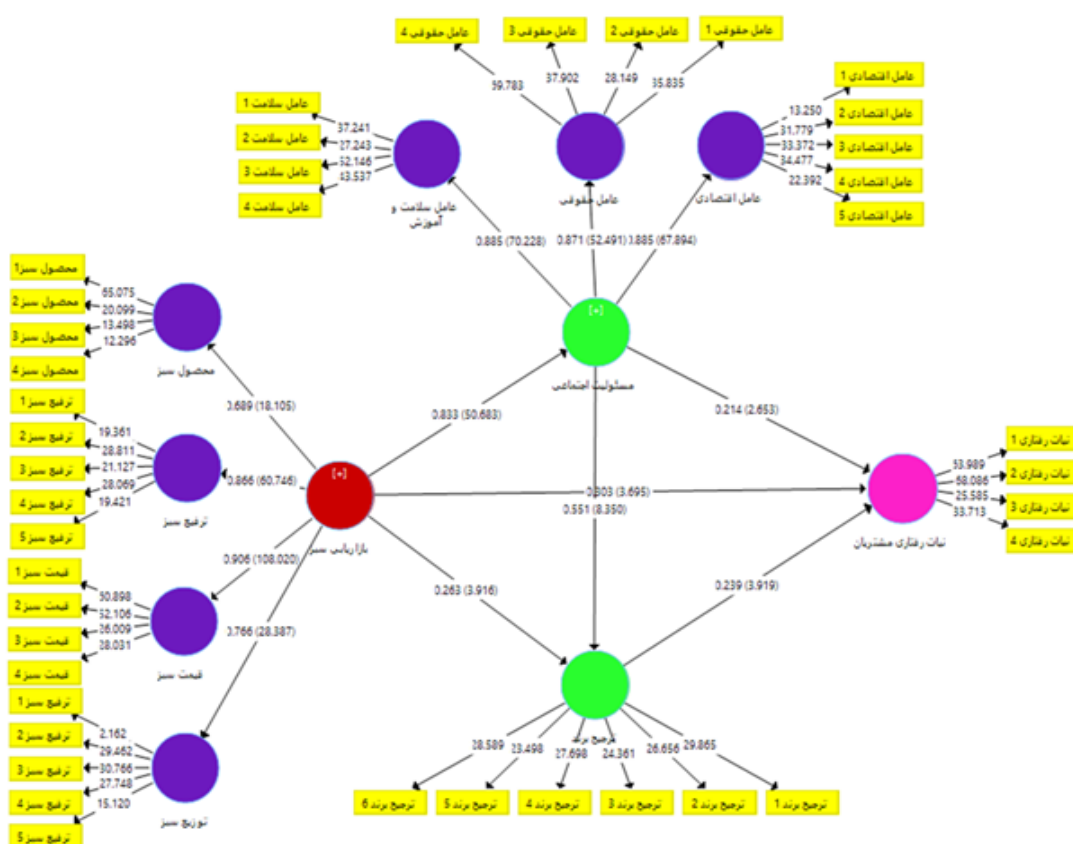 عامل حقوقی 4
عامل حقوقی 3
عامل حقوقی 2
عامل حقوقی 1
59.783
37.902
28.149
35.835
عامل سلامت 1
عامل سلامت 2
عامل سلامت 3
عامل سلامت 4
37.241
27.243
52.146
43.537
عامل سلامت و
آموزش
عامل حقوقی
عامل اقتصادی
13.250
31.779
33.372
34.477
22.392
عامل اقتصادی 1
عامل اقتصادی 2
عامل اقتصادی 3
عامل اقتصادی 4
عامل اقتصادی 5
0.885 (70.228)
0.871 (52.491)
0.885 (67.894)
[+]
مسئولیت اجتماعی
محصول سبز1
محصول سبز 2
محصول سبز 3
محصول سبز 4
65.075
20.099
13.498
12.296
محصول سبز
0.689 (18.105)
0.833 (50.683)
0.214 (2.653)
ترفیع سبز 1
ترفیع سبز 2
ترفیع سبز 3
ترفیع سبز 4
ترفیع سبز 5
19.361
28.811
21.127
28.069
19.421
ترفیع سبز
0.866 (60.746)
[+]
بازاریابی سبز
0.303 (3.695)
0.551 (8.350)
نیات رفتاری 1
نیات رفتاری 2
نیات رفتاری 3
نیات رفتاری 4
53.989
68.086
25.585
33.713
نیات رفتاری مشتریان
0.906 (108.020)
0.263 (3.916)
0.239 (3.919)
0.766 (28.387)
قیمت سبز 1
قیمت سبز 2
قیمت سبز 3
قیمت سبز 4
52.106
26.009
28.031
قیمت سبز
ترفیع سبز 1
ترفیع سبز 2
ترفیع سبز 3
ترفیع سبز 4
ترفیع سبز 5
2.162
29.462
30.766
27.748
15.120
توزیع سبز
ترجیح برند
28.589
23.498
27.698
24.361
26.656
29.865
ترجیح برند 6
ترجیح برند 5
ترجیح برند 4
ترجیح برند 3
ترجیح برند 2
ترجیح برند 1